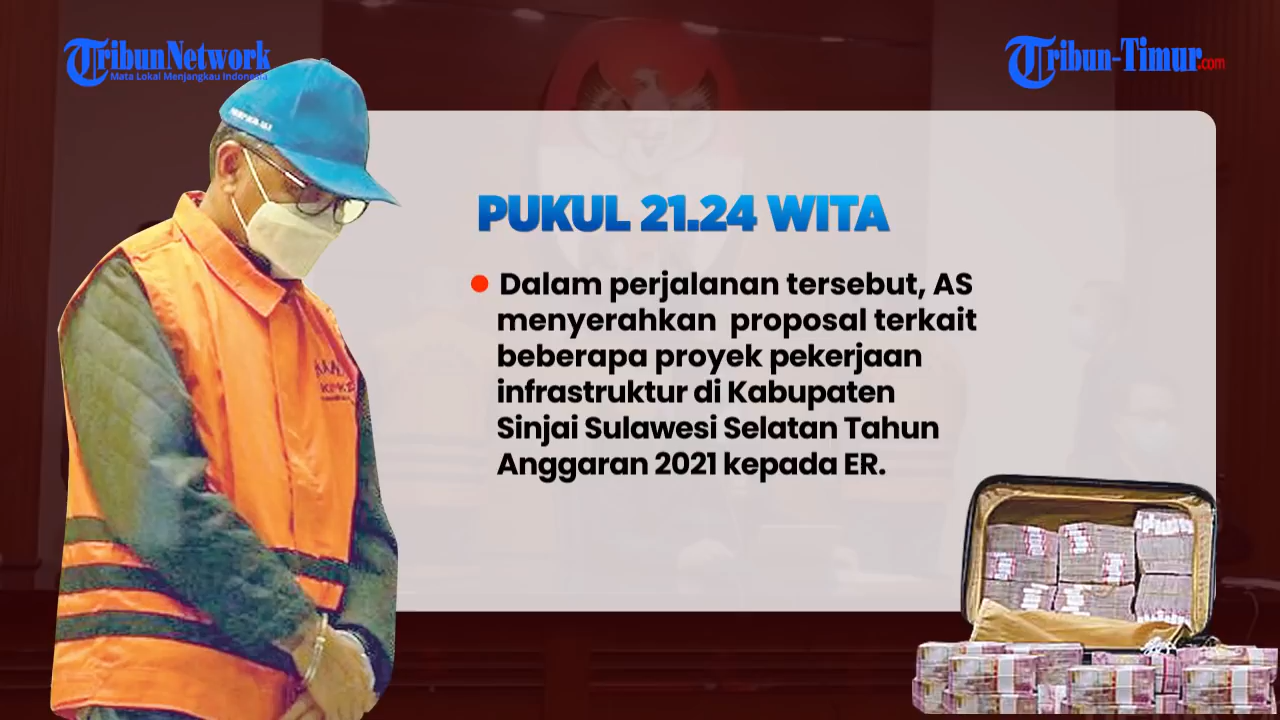 TribunNetwork
Mata Lokal Menjangkau Indonesia
Tribun-Timur.com
PUKUL 21.24 WITA
Dalam perjalanan tersebut, AS
menyerahkan proposal terkait
beberapa proyek pekerjaan
infrastruktur di Kabupaten
Sinjai Sulawesi Selatan Tahun
Anggaran 2021 kepada ER.